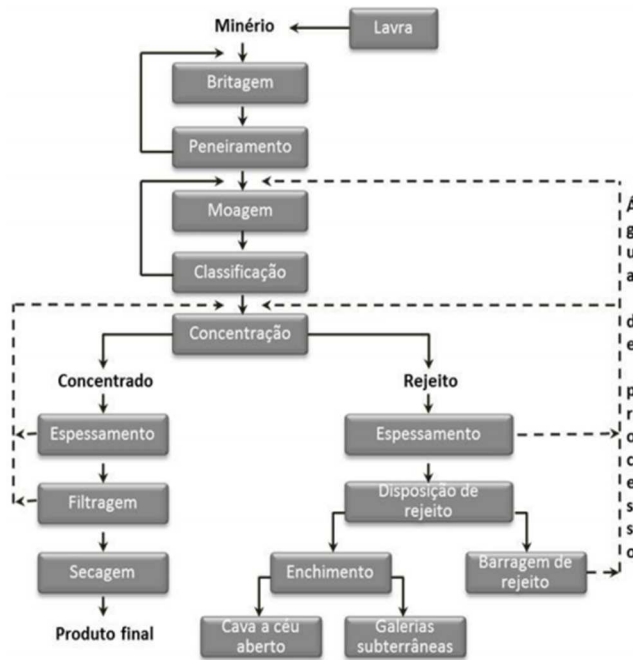 Minério
Lavra
Britagem
Peneiramento
Moagem
Classificação
Concentração
Concentrado
Rejeito
Espessamento
Espessamento
Filtragem
Disposição de
rejeito
Secagem
Enchimento
Barragem de
rejeito
Produto final
Cava a céu
aberto
Galerias
subterrâneas
Á
g
u
a
d
e
p
r
o
c
e
s
s
o